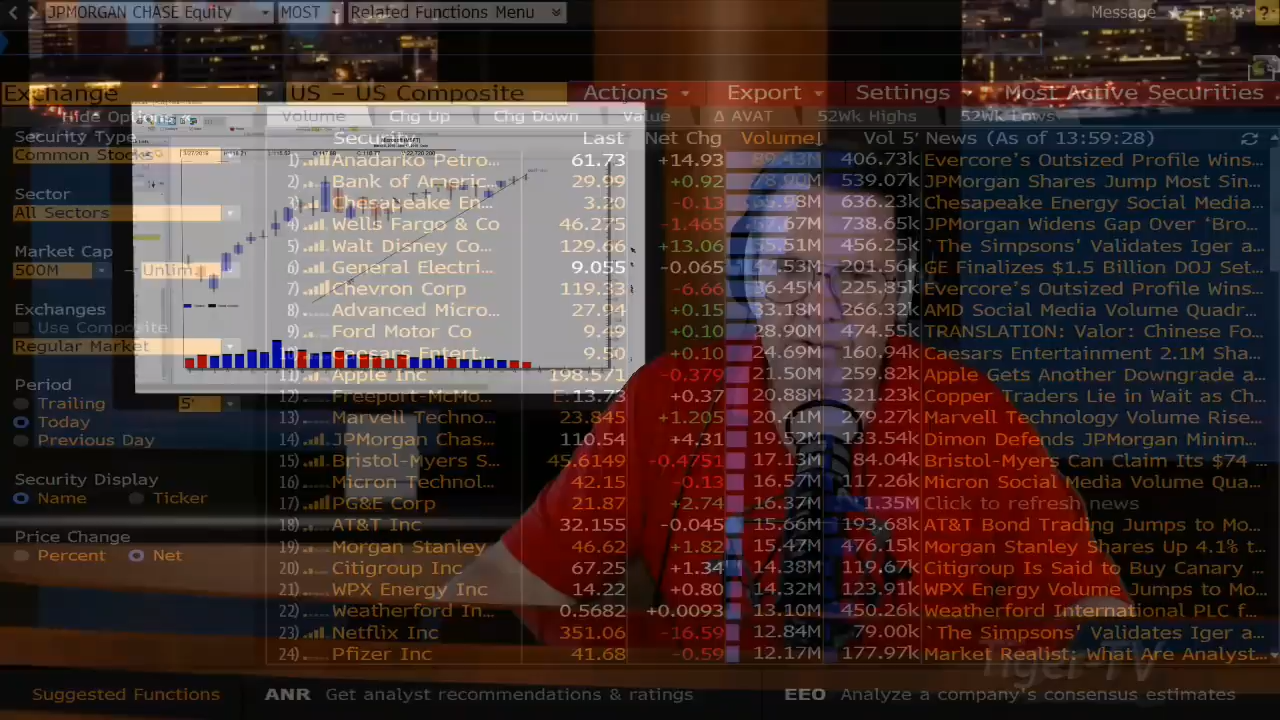 JPMORGAN CHASE Equity MOST Related Functions Menu Message
Exchange US - US Composite Actions Export Settings Most Active Securities
Hide Volume Chg Up Chg Down Value Δ AVAT 52Wk Highs 52Wk Lows
Security Type Security Last Net Chg Volume↓ Vol 5' News (As of 13:59:28)
Common Stocks
1) Anadarko Petro... 61.73 +14.93 89.43M 406.73k Evercore's Outsized Profile Wins...
2) Bank of Americ... 29.99 +0.92 539.07k JPMorgan Shares Jump Most Sin...
Sector
3) Chesapeake En... 3.20 -0.13 636.23k Chesapeake Energy Social Media...
All Sectors
4) Wells Fargo & Co 46.275 -1.465 738.65k JPMorgan Widens Gap Over 'Bro...
Market Cap
5) Walt Disney Co... 129.66 +13.06 456.25k `The Simpsons' Validates Iger a...
500M Unlim.
6) General Electri... 9.055 -0.065 201.56k GE Finalizes $1.5 Billion DOJ Set...
7) Chevron Corp 119.33 -6.66 36.45M 225.85k Evercore's Outsized Profile Wins...
Exchanges
8) Advanced Micro... 27.94 +0.15 33.18M 266.32k AMD Social Media Volume Quadr...
Use Composite
9) Ford Motor Co 9.49 +0.10 28.90M 474.55k TRANSLATION: Valor: Chinese Fo...
Regular Market
10) Caesars Entert... 9.50 +0.10 24.69M 160.94k Caesars Entertainment 2.1M Sha...
11) Apple Inc 198.571 -0.379 21.50M 259.82k Apple Gets Another Downgrade a...
Period
12) Freeport-McMo... 13.73 +0.37 20.88M 321.23k Copper Traders Lie in Wait as Ch...
Trailing 5'
13) Marvell Techno... 23.845 +1.205 Marvell Technology Volume Rise...
Today
14) JPMorgan Chas... 110.54 +4.31 19.52M 133.54k Dimon Defends JPMorgan Minim...
Previous Day
15) Bristol-Myers S... 45.6149 -0.4751 17.13M 84.04k Bristol-Myers Can Claim Its $74 ...
Security Display
16) Micron Technol... 42.15 -0.13 16.57M 117.26k Micron Social Media Volume Qua...
Name Ticker
17) PG&E Corp 21.87 +2.74 16.37M 1.35M Click to refresh news
18) AT&T Inc 32.155 -0.045 15.66M 193.68k AT&T Bond Trading Jumps to Mo...
Price Change
19) Morgan Stanley 46.62 +1.82 15.47M 476.15k Morgan Stanley Shares Up 4.1% t...
Percent Net
20) Citigroup Inc 67.25 +1.34 14.38M 119.67k Citigroup Is Said to Buy Canary ...
21) WPX Energy Inc 14.22 +0.80 14.32M 123.91k WPX Energy Volume Jumps to Mo...
22) Weatherford In... 0.5682 +0.0093 13.10M 450.26k Weatherford International PLC f...
23) Netflix Inc 351.06 -16.59 12.84M 79.00k `The Simpsons' Validates Iger a...
24) Pfizer Inc 41.68 -0.59 12.17M 177.97k Market Realist: What Are Analyst...
Tiger-TV
Suggested Functions ANR Get analyst recommendations & ratings EEO Analyze a company's consensus estimates